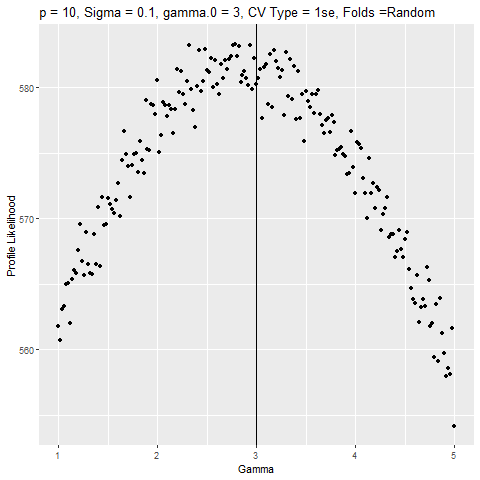 p = 10, Sigma = 0.1, gamma.0 = 3, CV Type = 1se, Folds =Random
Profile Likelihood
580
570
560
1 2 3 4 5
Gamma